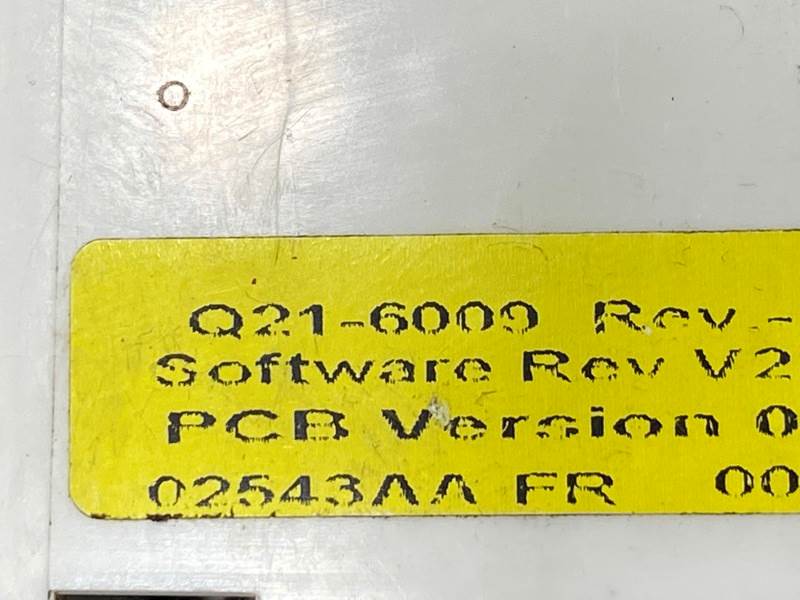 Q21-6009 Rev -
Software Rev V2
PCB Version 0
02543AA FR 00